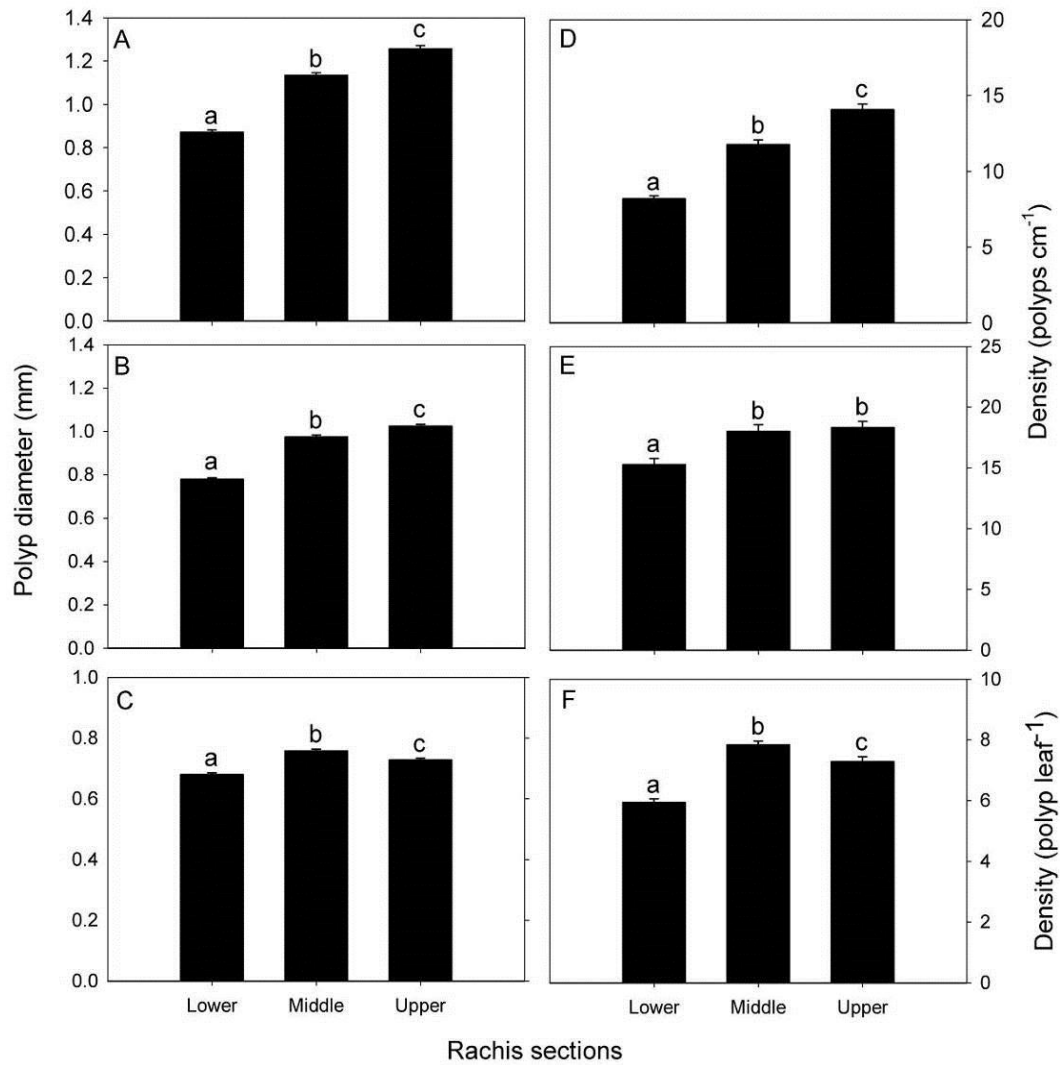 A
1.4
1.2
1.0
0.8
0.6
0.4
0.2
0.0
a
b
c
D
20
15
10
5
0
a
b
c
B
1.4
1.2
1.0
0.8
0.6
0.4
0.2
0.0
a
b
c
E
25
20
15
10
5
0
a
b
b
C
1.0
0.8
0.6
0.4
0.2
0.0
a
b
c
F
10
8
6
4
2
0
a
b
c
Polyp diameter (mm)
Density (polyps cm⁻¹)
Density (polyp leaf⁻¹)
Lower Middle Upper
Lower Middle Upper
Rachis sections